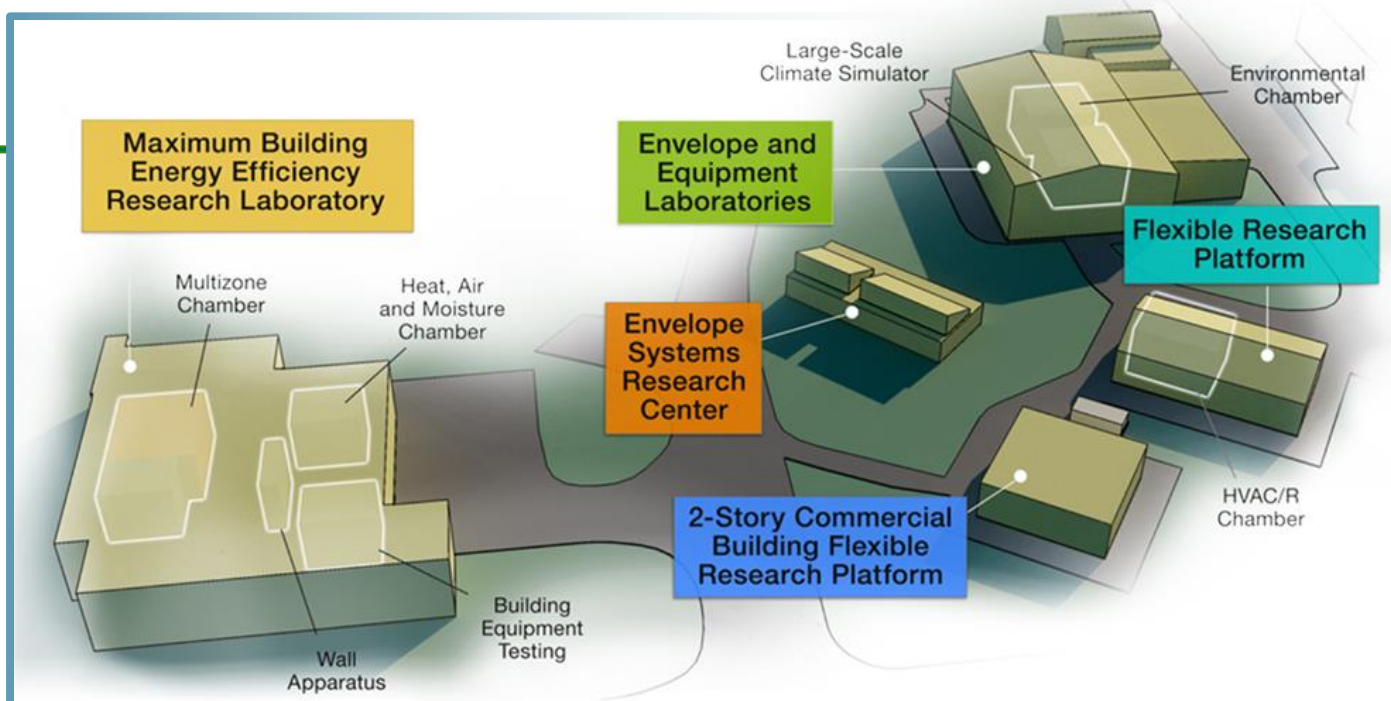 Large-Scale
Climate Simulator
Environmental
Chamber
Maximum Building
Energy Efficiency
Research Laboratory
Envelope and
Equipment
Laboratories
Flexible Research
Platform
Multizone
Chamber
Heat, Air
and Moisture
Chamber
Envelope
Systems
Research
Center
HVAC/R
Chamber
2-Story Commercial
Building Flexible
Research Platform
Building
Equipment
Testing
Wall
Apparatus